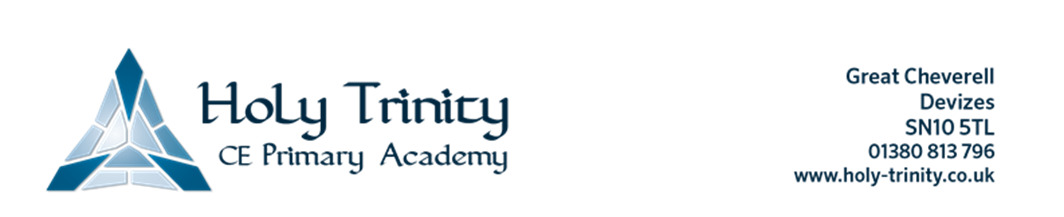 Holy Trinity
CE Primary Academy
Great Cheverell
Devizes
SN10 5TL
01380 813 796
www.holy-trinity.co.uk